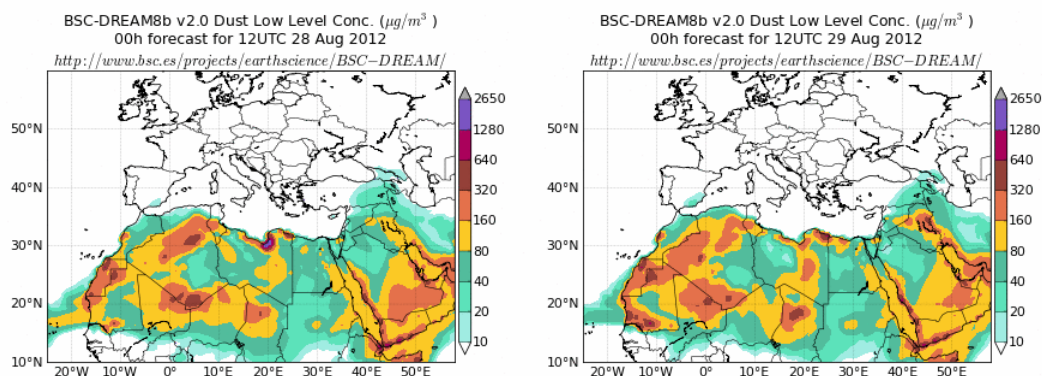 BSC-DREAM8b v2.0 Dust Low Level Conc. (μg/m³ )
00h forecast for 12UTC 28 Aug 2012
http://www.bsc.es/projects/earthscience/BSC−DREAM/
50°N
40°N
30°N
20°N
10°N
20°W 10°W 0° 10°E 20°E 30°E 40°E 50°E
2650
1280
640
320
160
80
40
20
10
BSC-DREAM8b v2.0 Dust Low Level Conc. (μg/m³ )
00h forecast for 12UTC 29 Aug 2012
http://www.bsc.es/projects/earthscience/BSC−DREAM/
50°N
40°N
30°N
20°N
10°N
20°W 10°W 0° 10°E 20°E 30°E 40°E 50°E
2650
1280
640
320
160
80
40
20
10